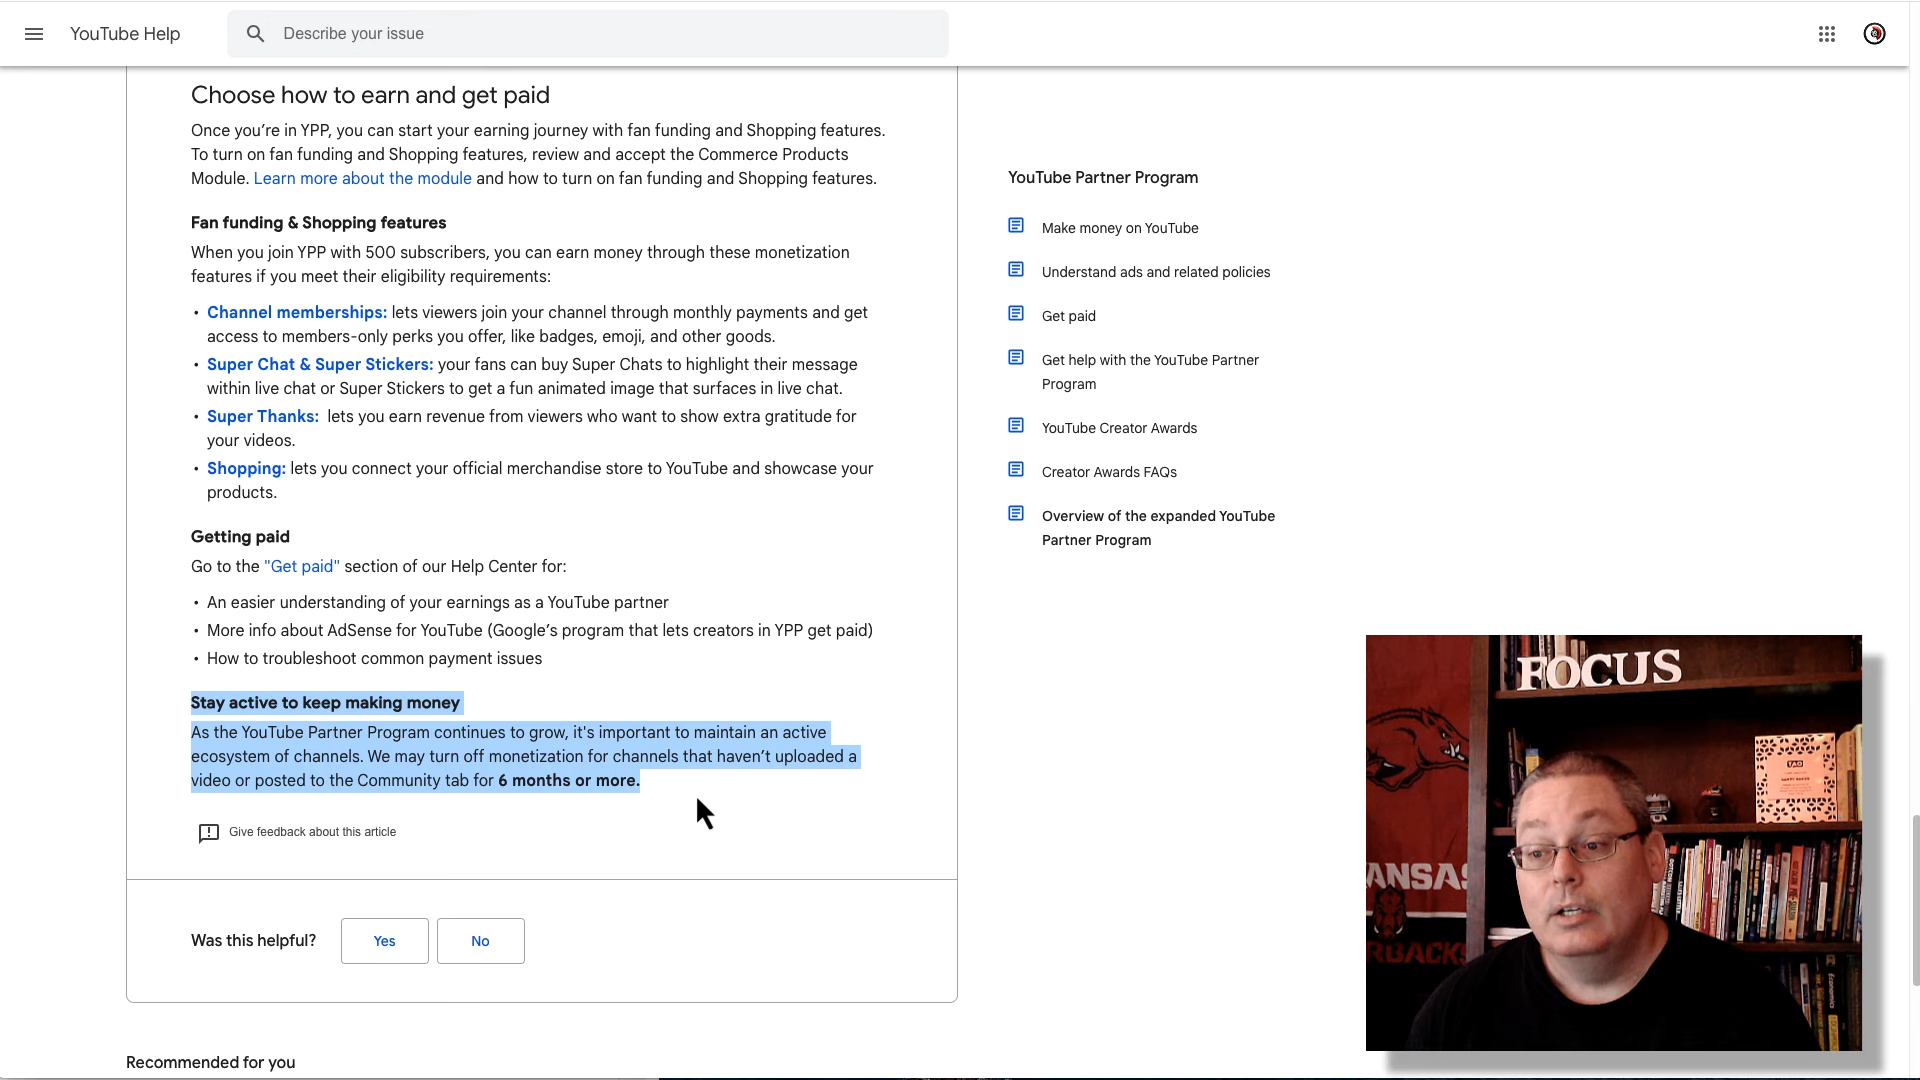 YouTube Help
Describe your issue
Choose how to earn and get paid
Once you’re in YPP, you can start your earning journey with fan funding and Shopping features.
To turn on fan funding and Shopping features, review and accept the Commerce Products
Module. Learn more about the module and how to turn on fan funding and Shopping features.
Fan funding & Shopping features
When you join YPP with 500 subscribers, you can earn money through these monetization
features if you meet their eligibility requirements:
• Channel memberships: lets viewers join your channel through monthly payments and get
access to members-only perks you offer, like badges, emoji, and other goods.
• Super Chat & Super Stickers: your fans can buy Super Chats to highlight their message
within live chat or Super Stickers to get a fun animated image that surfaces in live chat.
• Super Thanks: lets you earn revenue from viewers who want to show extra gratitude for
your videos.
• Shopping: lets you connect your official merchandise store to YouTube and showcase your
products.
Getting paid
Go to the "Get paid" section of our Help Center for:
• An easier understanding of your earnings as a YouTube partner
• More info about AdSense for YouTube (Google’s program that lets creators in YPP get paid)
• How to troubleshoot common payment issues
Stay active to keep making money
As the YouTube Partner Program continues to grow, it's important to maintain an active
ecosystem of channels. We may turn off monetization for channels that haven’t uploaded a
video or posted to the Community tab for 6 months or more.
Give feedback about this article
Was this helpful?
Yes
No
Recommended for you
YouTube Partner Program
Make money on YouTube
Understand ads and related policies
Get paid
Get help with the YouTube Partner
Program
YouTube Creator Awards
Creator Awards FAQs
Overview of the expanded YouTube
Partner Program
FOCUS
TAO
ANSAS
RBACKS